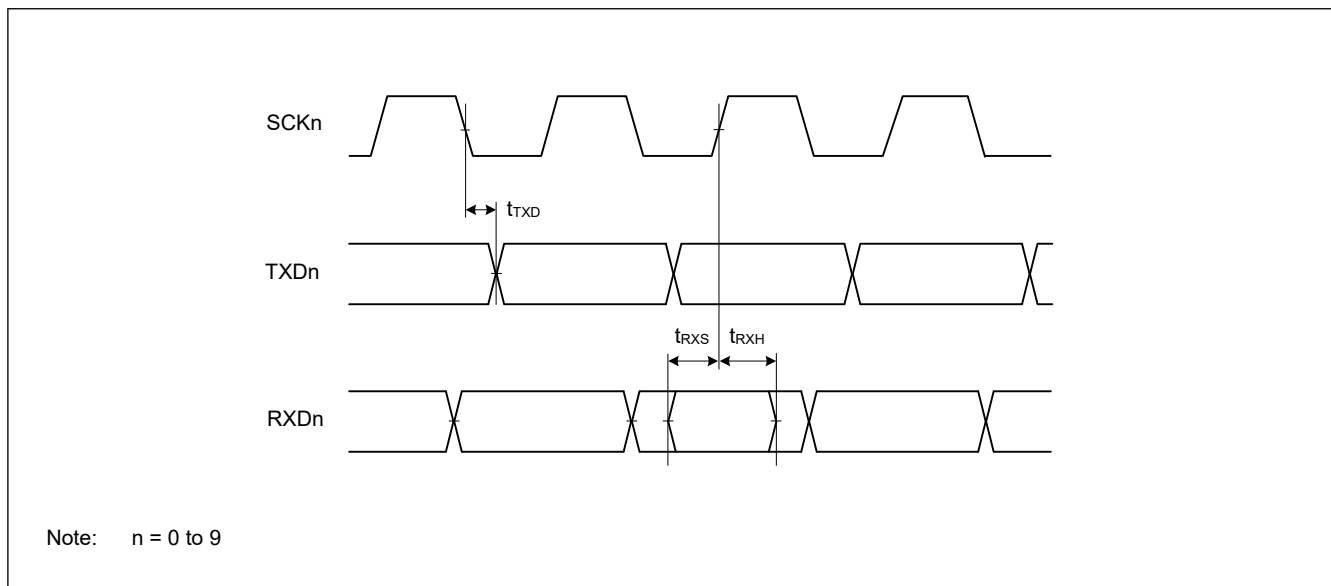 SCKn
tTXD
TXDn
tRXS tRXH
RXDn
Note: n = 0 to 9